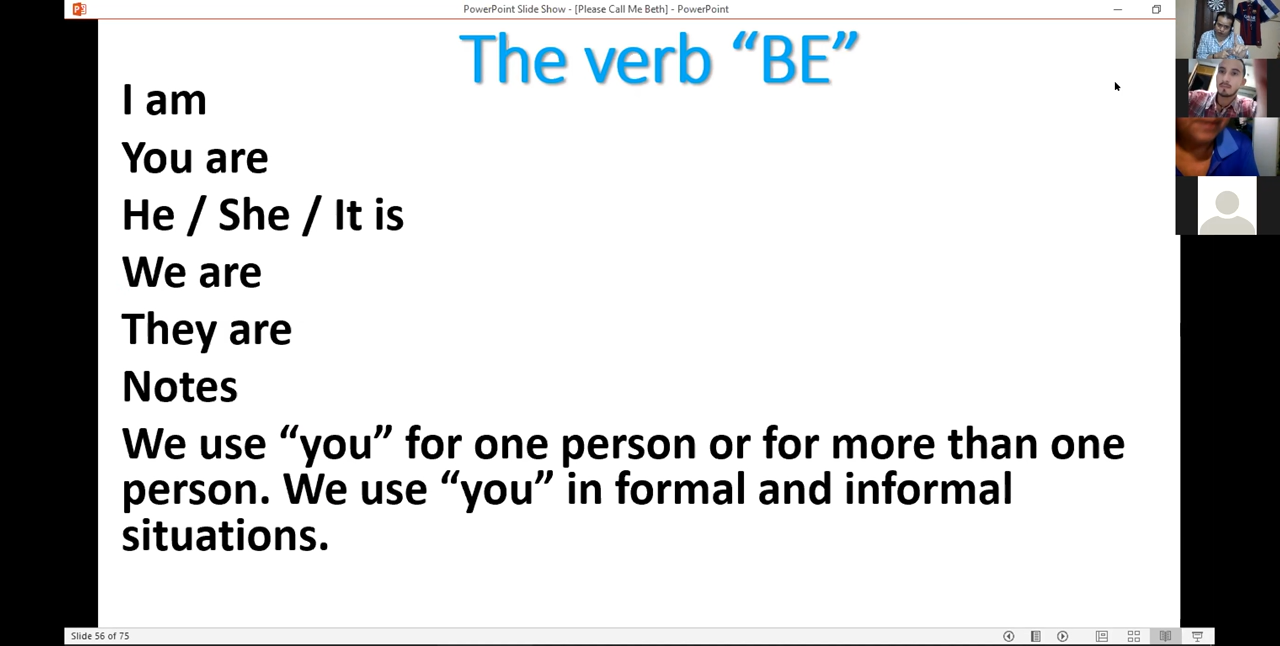 PowerPoint Slide Show - [Please Call Me Beth] - PowerPoint
The verb “BE”
I am
You are
He / She / It is
We are
They are
Notes
We use “you” for one person or for more than one
person. We use “you” in formal and informal
situations.
Slide 56 of 75